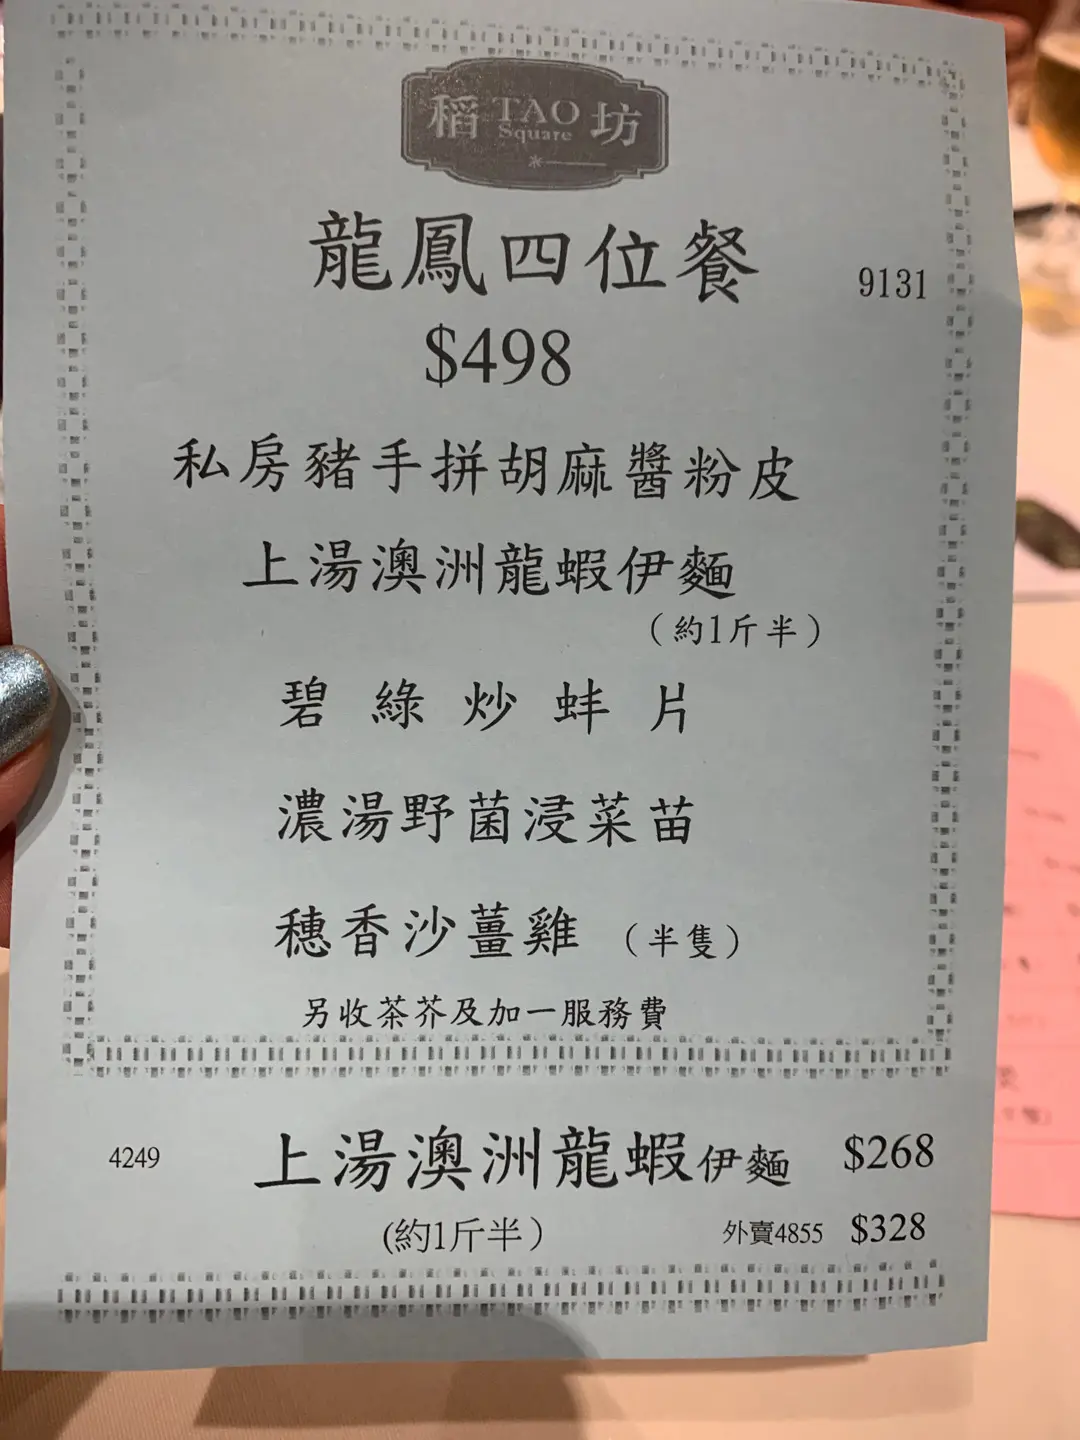 稻 TAO Square 坊
龍鳳四位餐
9131
$498
私房豬手拼胡麻醬粉皮
上湯澳洲龍蝦伊麵
（約1斤半）
碧綠炒蚌片
濃湯野菌浸菜苗
穗香沙薑雞（半隻）
另收茶芥及加一服務費
4249 上湯澳洲龍蝦伊麵 $268
(約1斤半） 外賣4855 $328